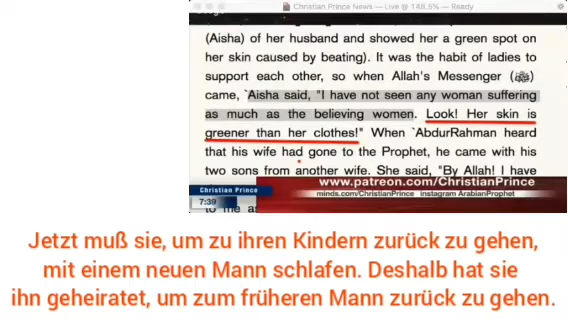 Christian Prince News — Live @ 148.5% — Ready
(Aisha) of her husband and showed her a green spot on
her skin caused by beating). It was the habit of ladies to
support each other, so when Allah's Messenger (ﷺ)
came, `Aisha said, "I have not seen any woman suffering
as much as the believing women. Look! Her skin is
greener than her clothes!" When `AbdurRahman heard
that his wife had gone to the Prophet, he came with his
two sons from another wife. She said, "By Allah! I have
www.patreon.com/ChristianPrince
Christian Prince
minds.com/ChristianPrince instagram ArabianProphet
7:39
to me as
Jetzt muß sie, um zu ihren Kindern zurück zu gehen,
mit einem neuen Mann schlafen. Deshalb hat sie
ihn geheiratet, um zum früheren Mann zurück zu gehen.